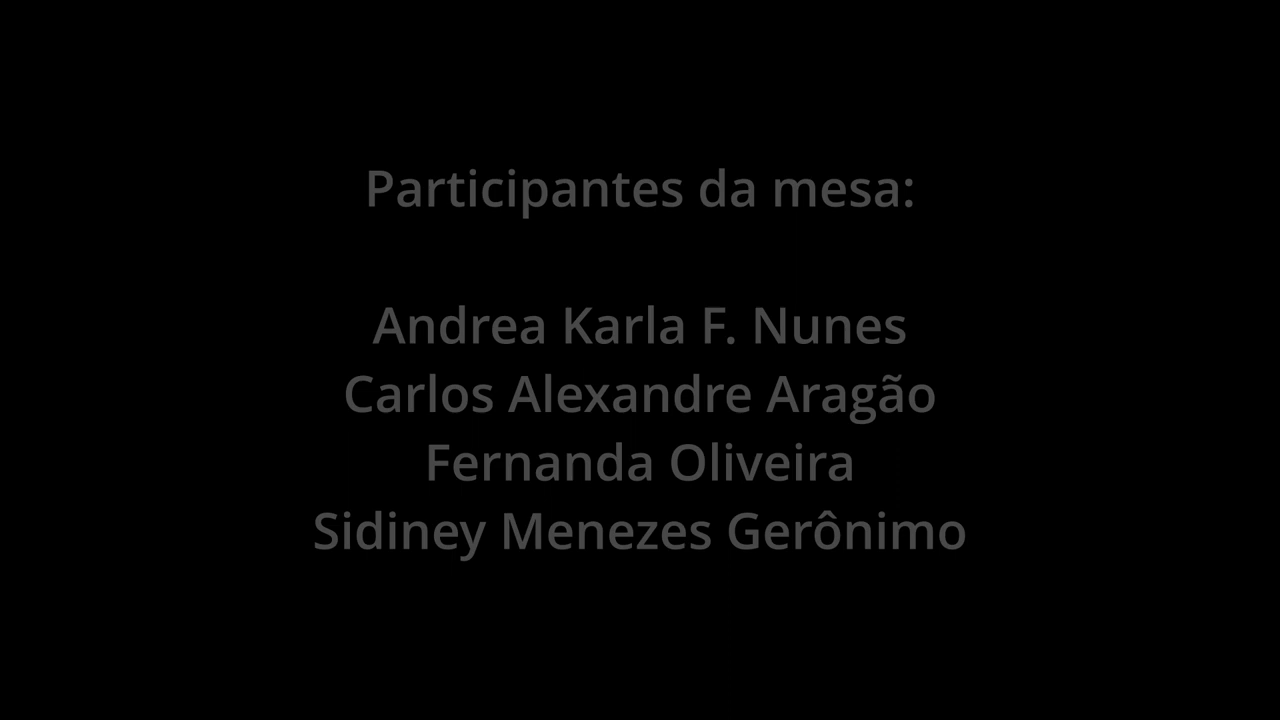 Participantes da mesa:
Andrea Karla F. Nunes
Carlos Alexandre Aragão
Fernanda Oliveira
Sidiney Menezes Gerônimo